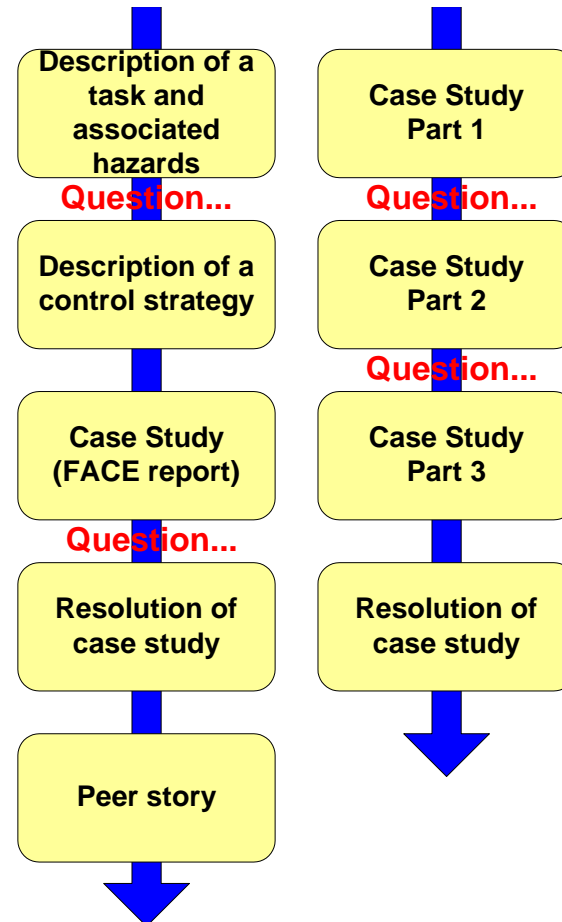 Description of a
task and
associated
hazards
Question...
Description of a
control strategy
Case Study
(FACE report)
Question...
Resolution of
case study
Peer story
Case Study
Part 1
Question...
Case Study
Part 2
Question...
Case Study
Part 3
Resolution of
case study